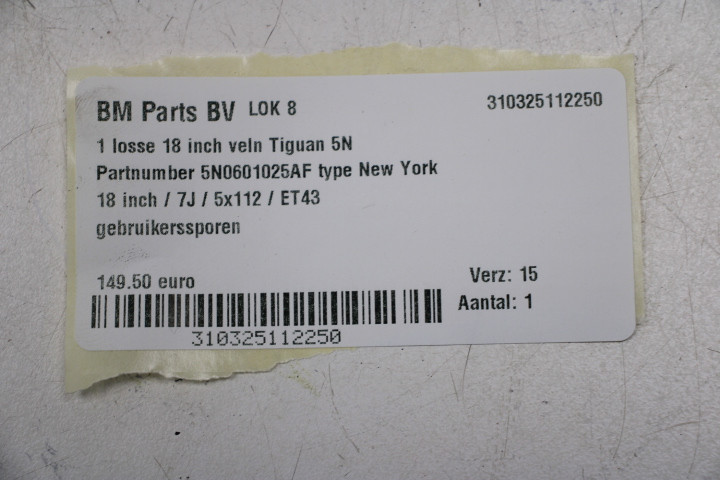 BM Parts BV LOK 8 310325112250
1 losse 18 inch veln Tiguan 5N
Partnumber 5N0601025AF type New York
18 inch / 7J / 5x112 / ET43
gebruikerssporen
149.50 euro Verz: 15
Aantal: 1
310325112250